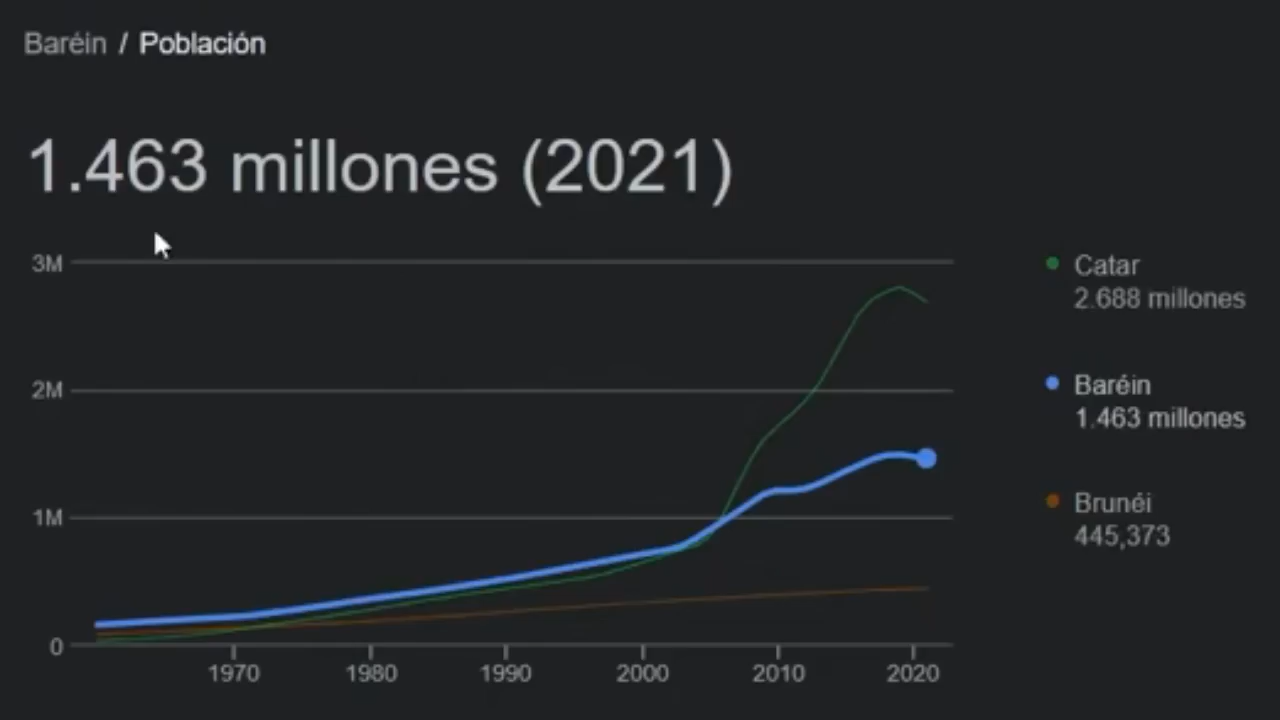 Baréin / Población
1.463 millones (2021)
3M
2M
1M
0
1970 1980 1990 2000 2010 2020
Catar
2.688 millones
Baréin
1.463 millones
Brunéi
445,373